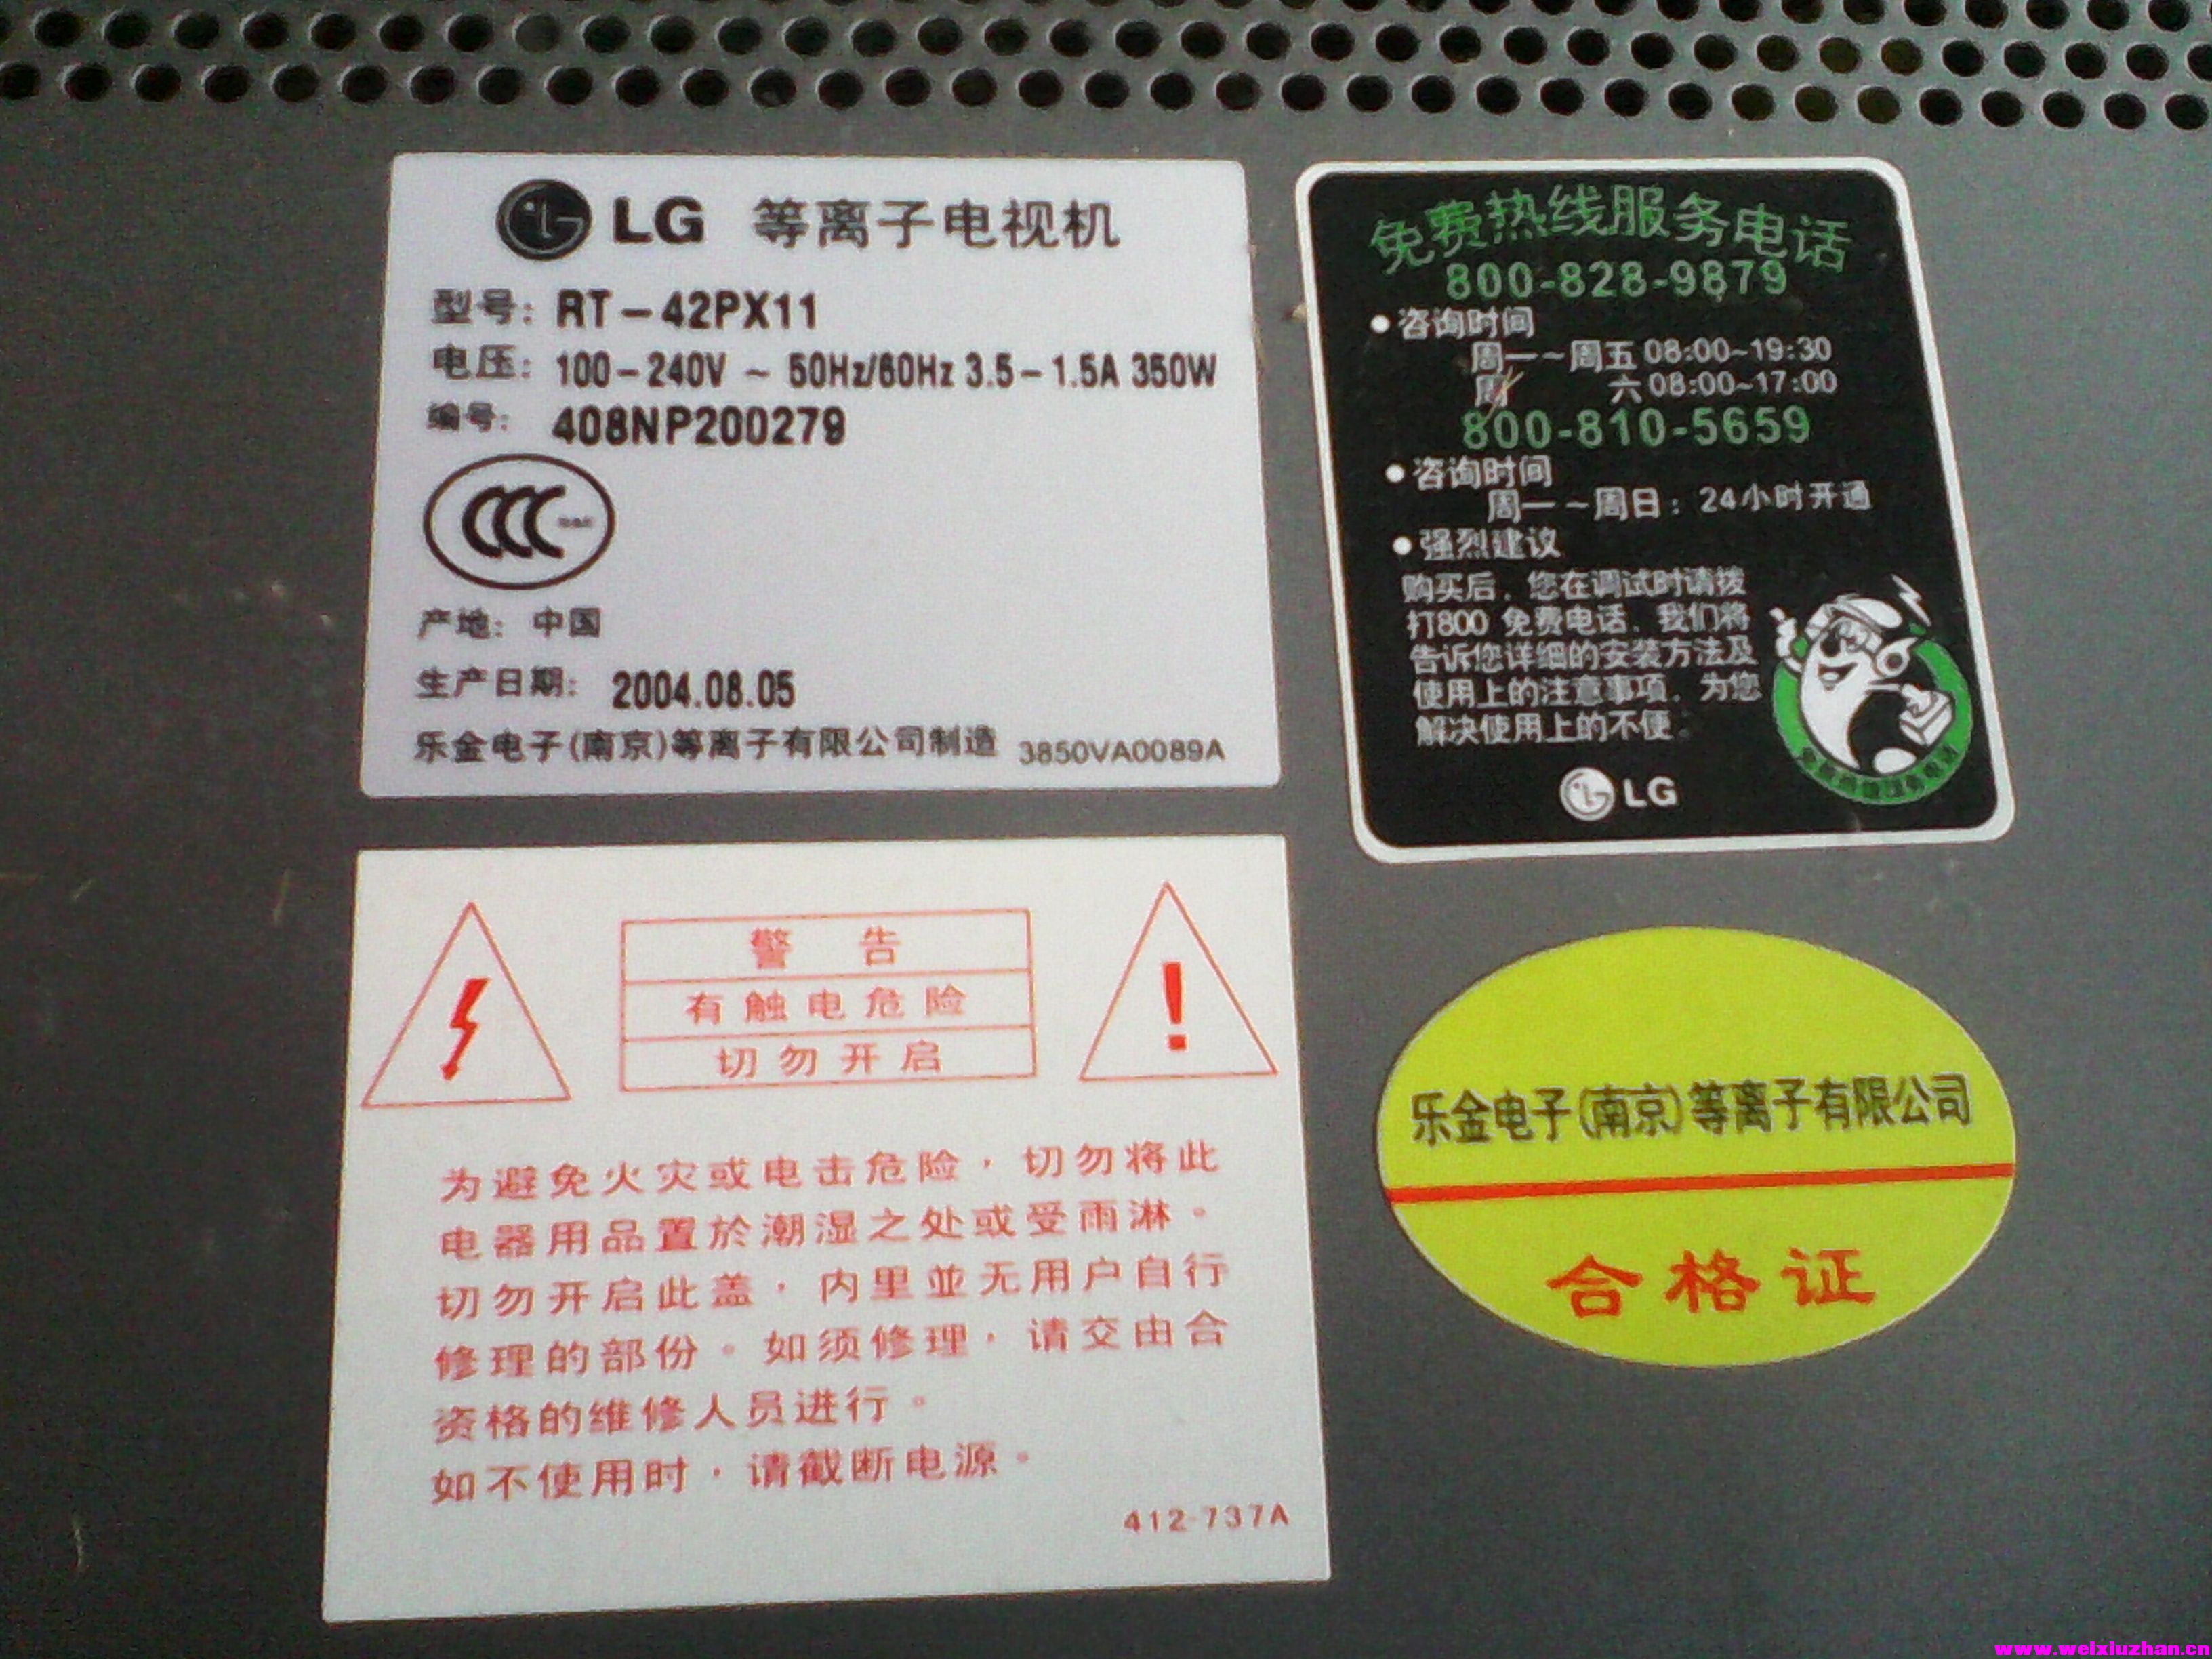 LG 等离子电视机
型号: RT-42PX11
电压: 100-240V ~ 50Hz/60Hz 3.5-1.5A 350W
编号: 408NP200279
CCC
产地: 中国
生产日期: 2004.08.05
乐金电子(南京)等离子有限公司制造 3850VA0089A
免费热线服务电话
800-828-9879
●咨询时间
周一~周五 08:00~19:30
周 六 08:00~17:00
800-810-5659
●咨询时间
周一~周日: 24小时开通
●强烈建议
购买后，您在调试时请拨
打800 免费电话，我们将
告诉您详细的安装方法及
使用上的注意事项，为您
解决使用上的不便。
LG
警 告
有触电危险
切勿开启
为避免火灾或电击危险，切勿将此
电器用品置於潮湿之处或受雨淋。
切勿开启此盖，内里並无用户自行
修理的部份。如须修理，请交由合
资格的维修人员进行。
如不使用时，请截断电源。
412-737A
乐金电子(南京)等离子有限公司
合格证
www.weixiuzhan.cn